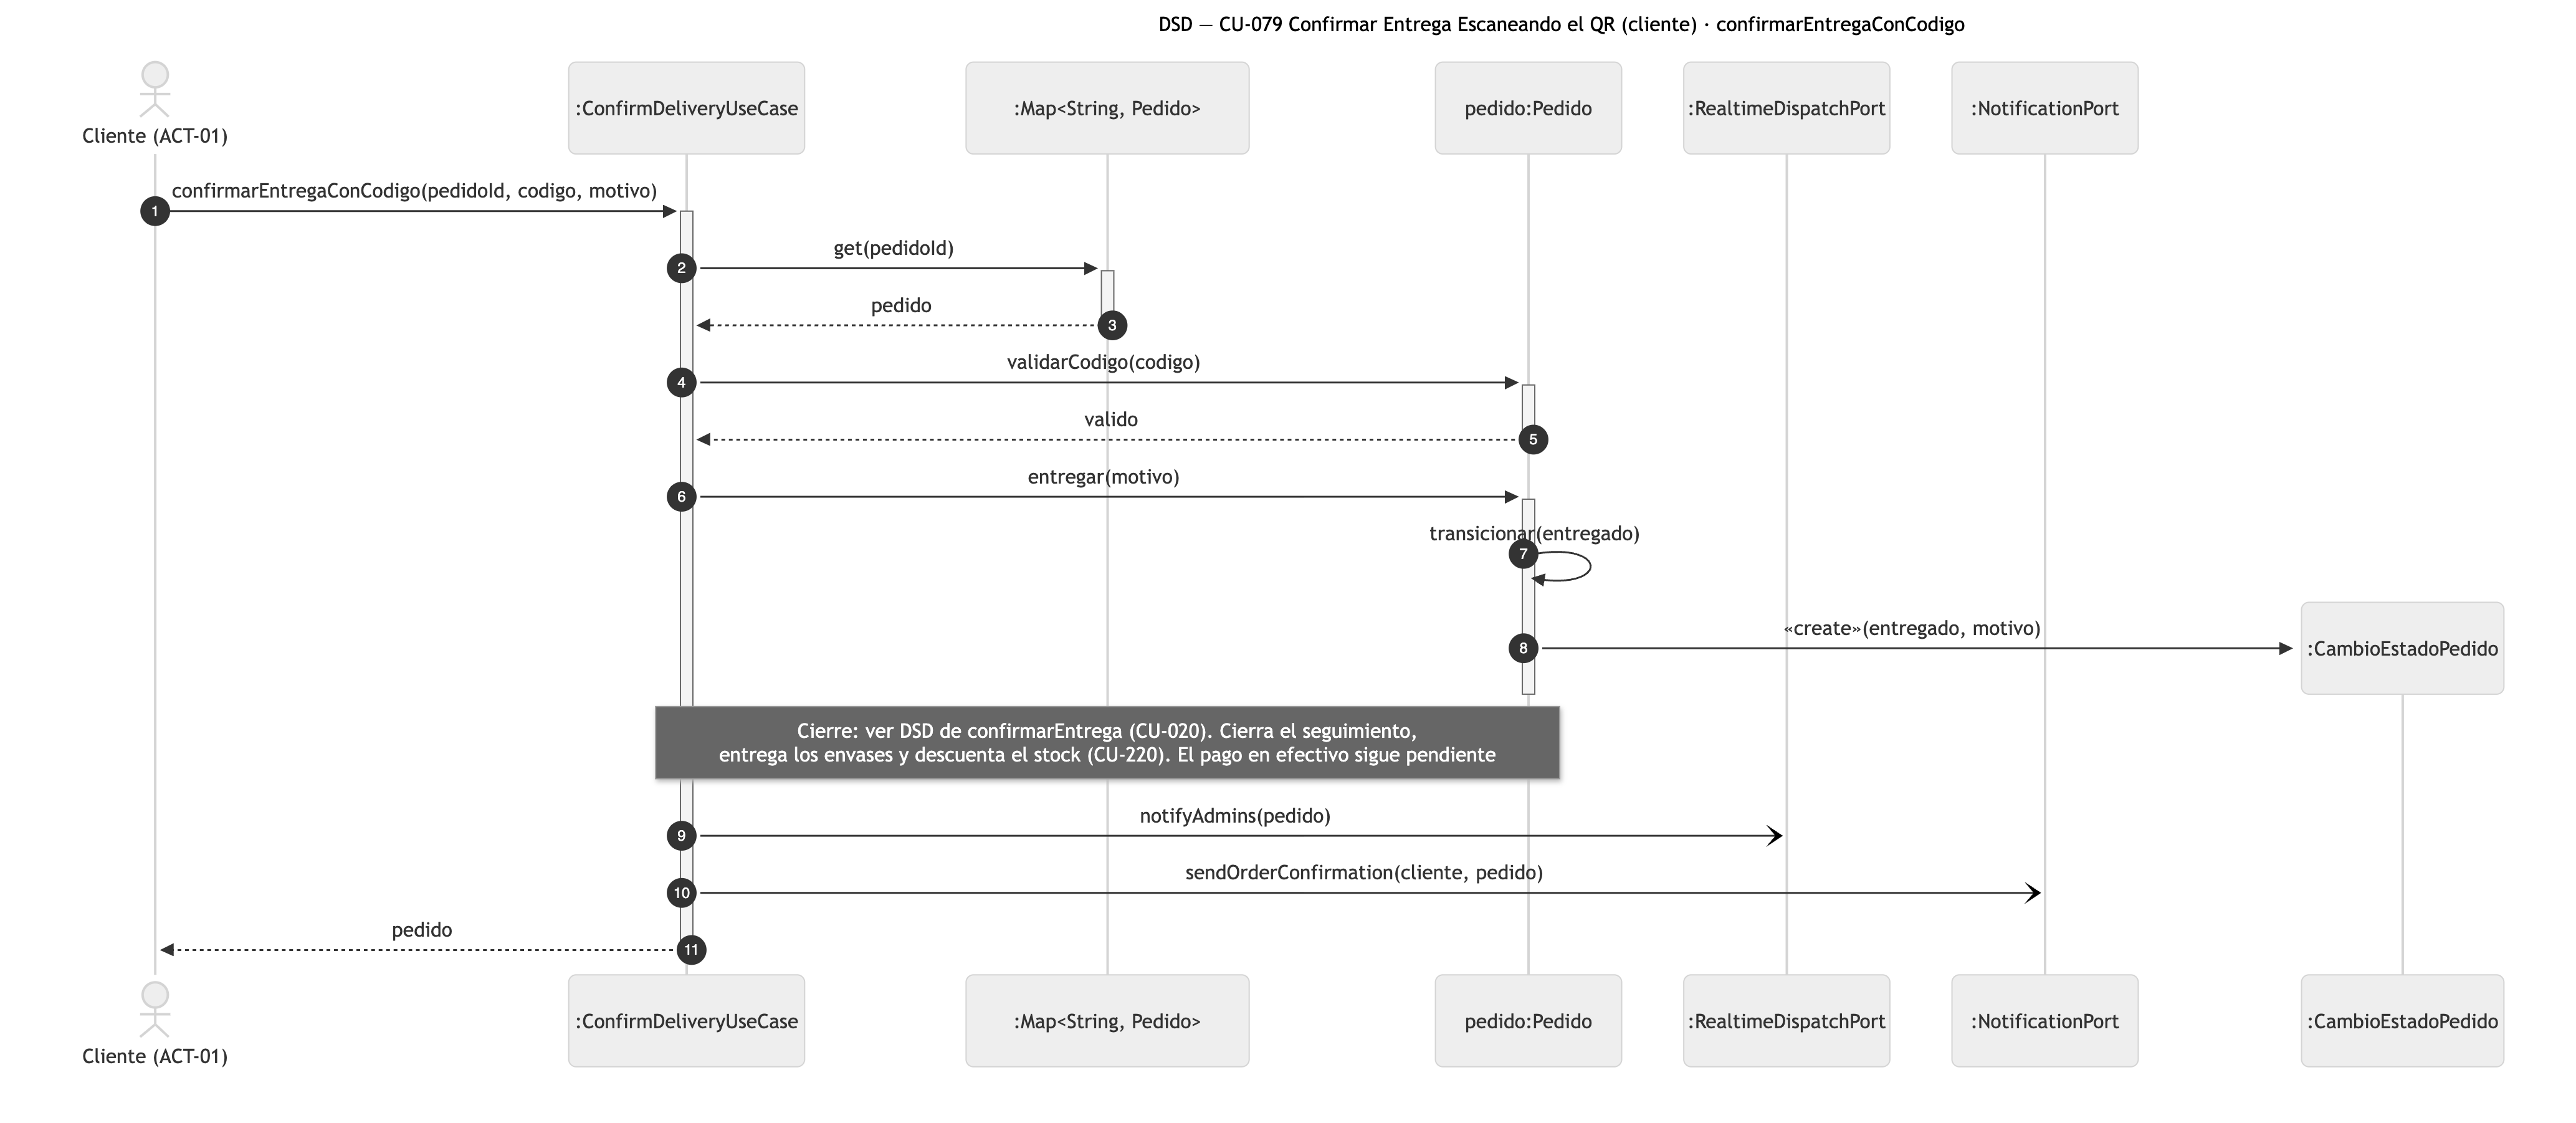 DSD — CU-079 Confirmar Entrega Escaneando el QR (cliente) · confirmarEntregaConCodigo
Cliente (ACT-01)
:ConfirmDeliveryUseCase
:Map<String, Pedido>
pedido:Pedido
:RealtimeDispatchPort
:NotificationPort
1
confirmarEntregaConCodigo(pedidoId, codigo, motivo)
2
get(pedidoId)
pedido
3
4
validarCodigo(codigo)
valido
5
6
entregar(motivo)
transicionar(entregado)
7
8
«create»(entregado, motivo)
:CambioEstadoPedido
Cierre: ver DSD de confirmarEntrega (CU-020). Cierra el seguimiento,
entrega los envases y descuenta el stock (CU-220). El pago en efectivo sigue pendiente
9
notifyAdmins(pedido)
10
sendOrderConfirmation(cliente, pedido)
pedido
11
Cliente (ACT-01)
:ConfirmDeliveryUseCase
:Map<String, Pedido>
pedido:Pedido
:RealtimeDispatchPort
:NotificationPort
:CambioEstadoPedido